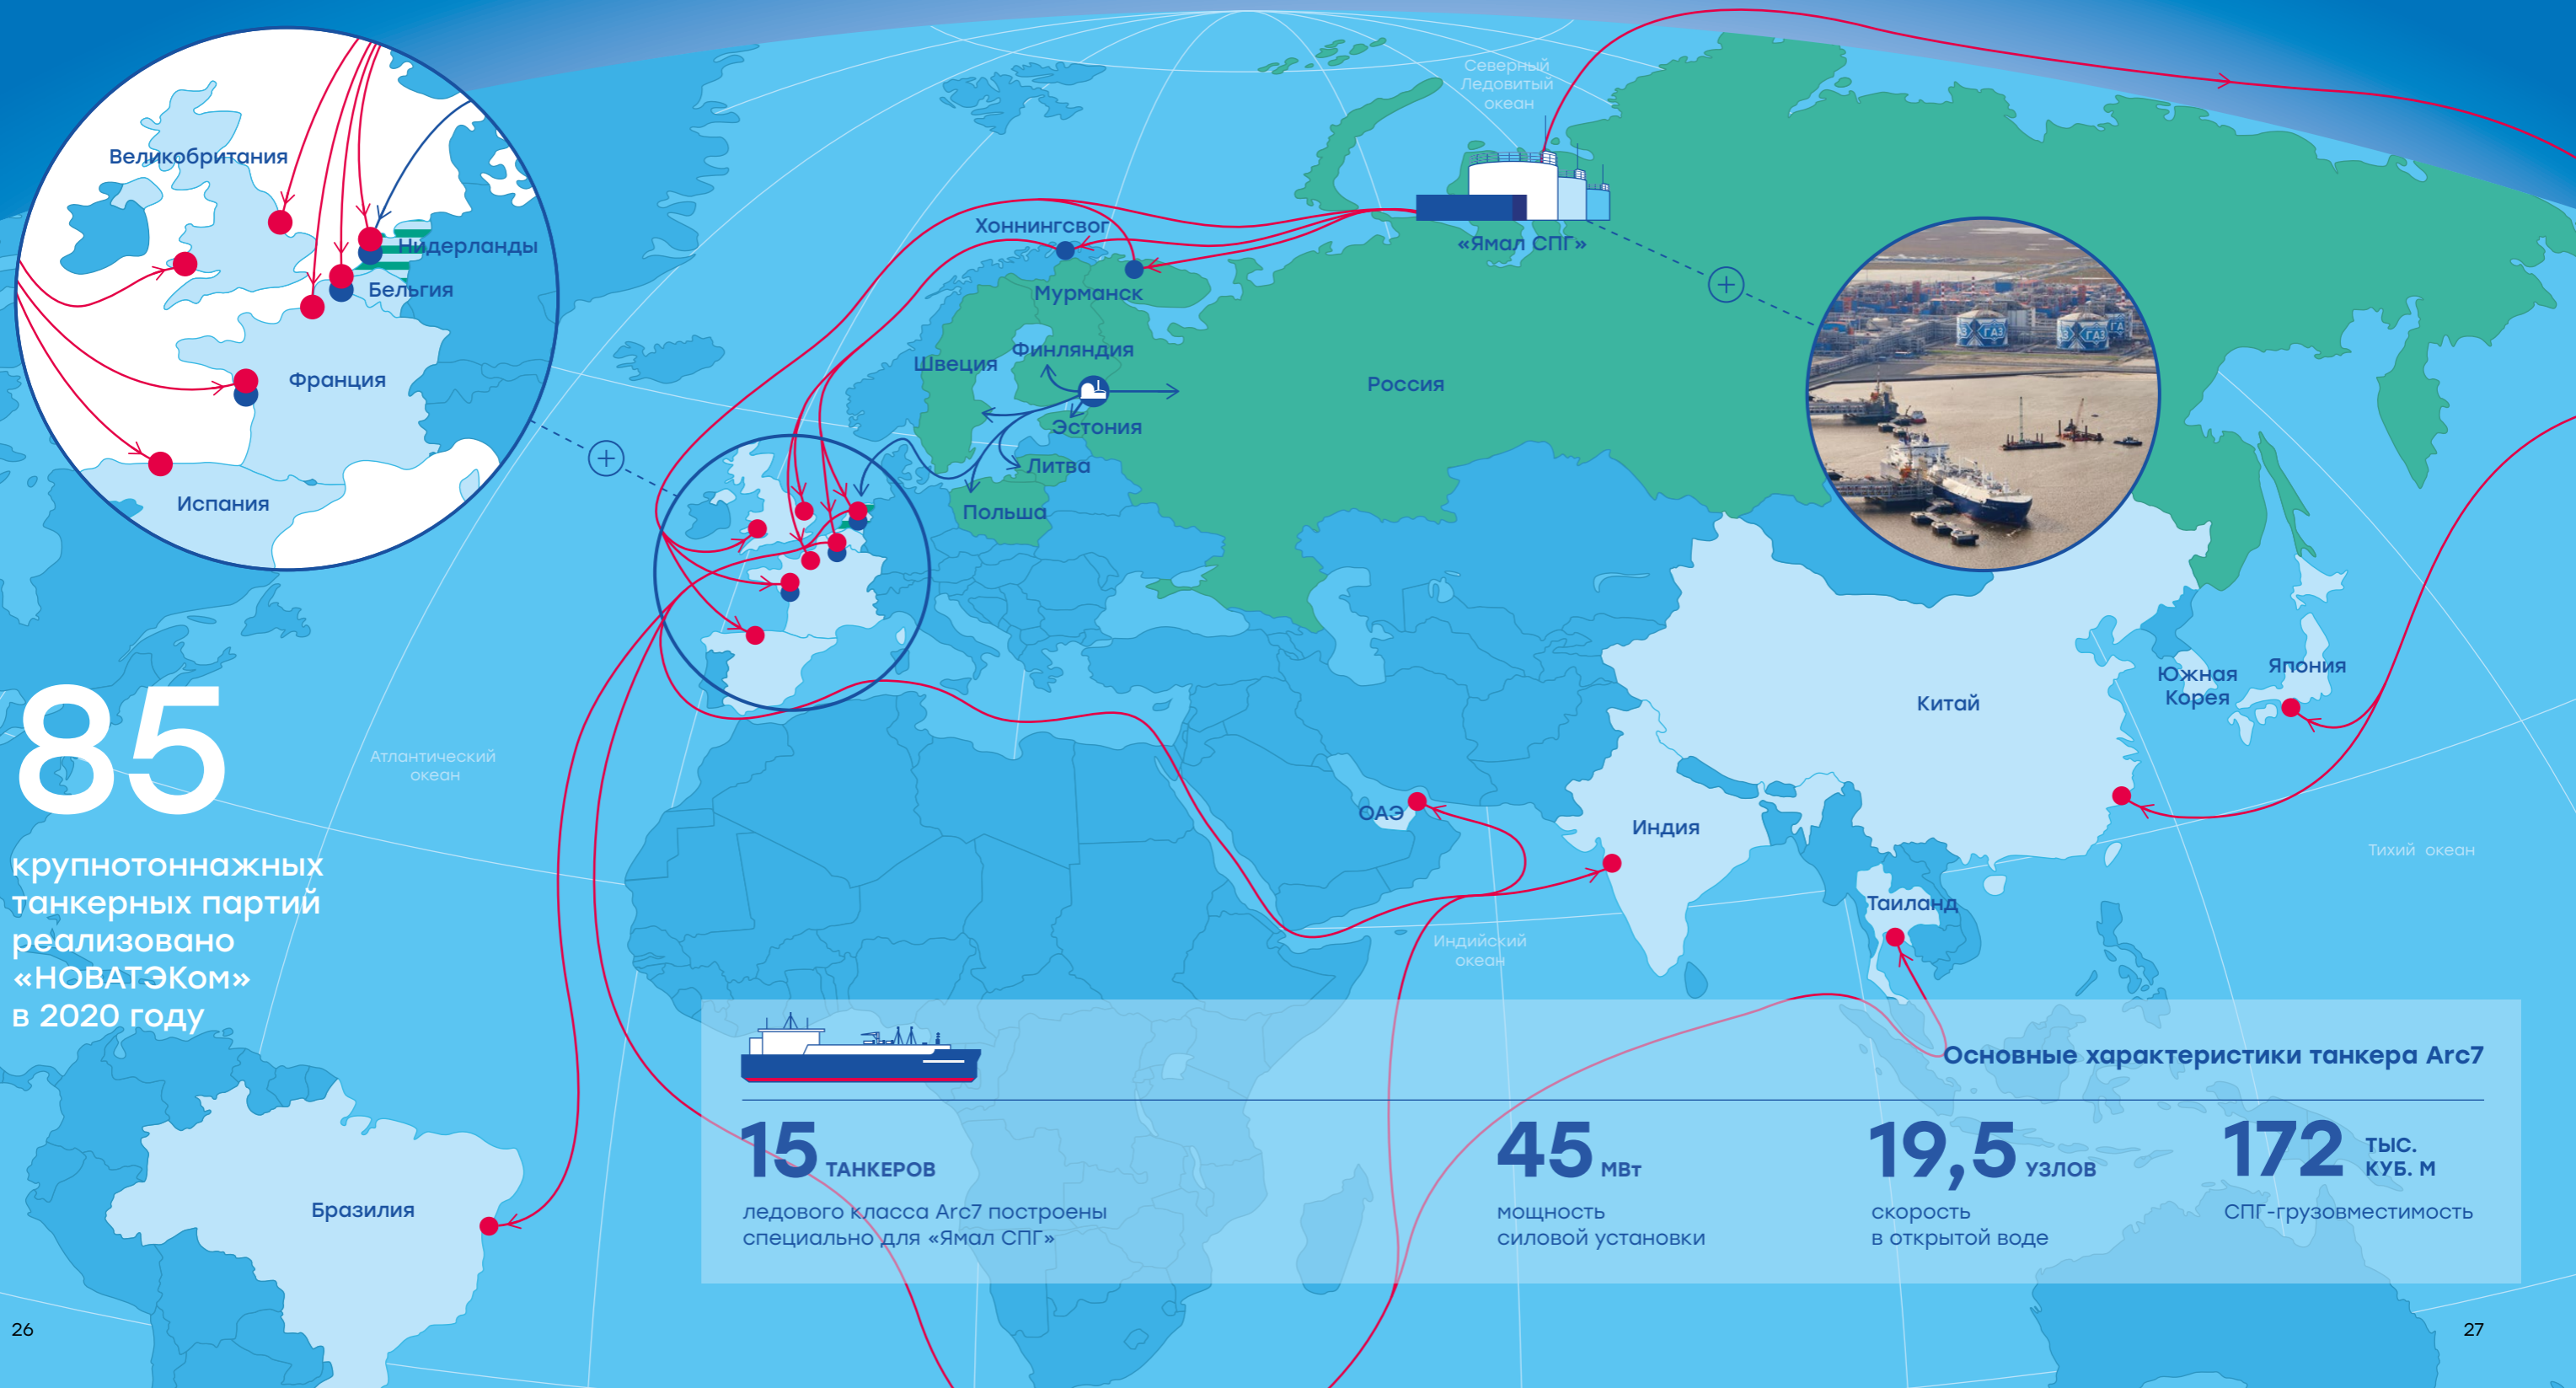 Северный
Ледовитый
океан
Великобритания
Нидерланды
Бельгия
Франция
Испания
Хоннингсвог
«Ямал СПГ»
Мурманск
Финляндия
Швеция
Россия
Эстония
Литва
Польша
ГАЗ
ГАЗ
Китай
Южная
Корея
Япония
ОАЭ
Индия
Таиланд
Тихий океан
Атлантический
океан
Индийский
океан
85
крупнотоннажных
танкерных партий
реализовано
«НОВАТЭКом»
в 2020 году
Бразилия
Основные характеристики танкера Arc7
15 ТАНКЕРОВ
ледового класса Arc7 построены
специально для «Ямал СПГ»
45 МВт
мощность
силовой установки
19,5 УЗЛОВ
скорость
в открытой воде
172 ТЫС.
КУБ. М
СПГ-грузовместимость
26
27